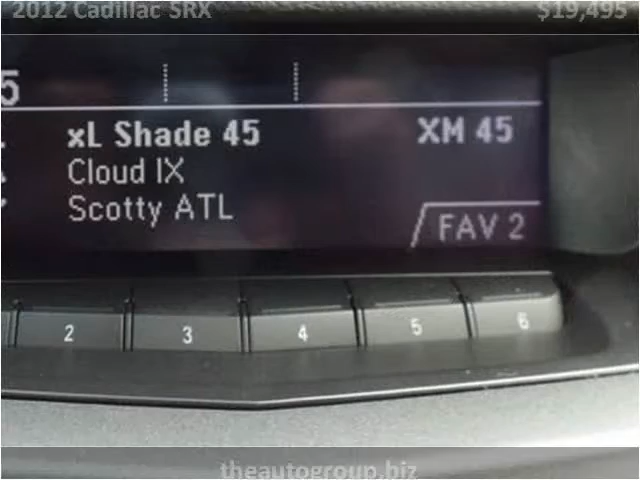 2012 Cadillac SRX $19,495
5
xL Shade 45 XM 45
Cloud IX
Scotty ATL
FAV 2
2 3 4 5 6
theautogroup.biz